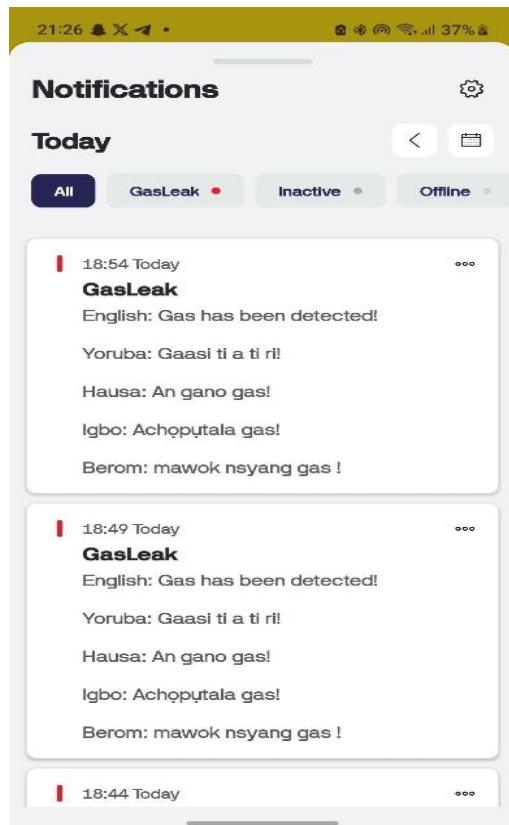 21:26
37%
Notifications
Today
All
GasLeak
Inactive
Offline
18:54 Today
GasLeak
English: Gas has been detected!
Yoruba: Gaasi ti a ti ri!
Hausa: An gano gas!
Igbo: Achọpụtala gas!
Berom: mawok nsyang gas !
18:49 Today
GasLeak
English: Gas has been detected!
Yoruba: Gaasi ti a ti ri!
Hausa: An gano gas!
Igbo: Achọpụtala gas!
Berom: mawok nsyang gas !
18:44 Today